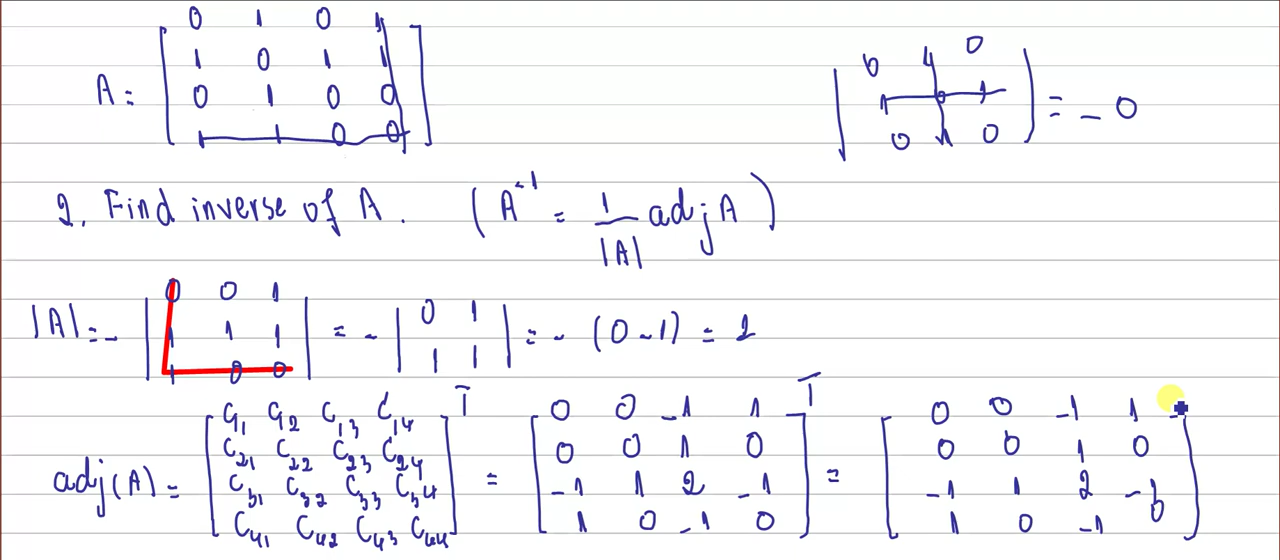 A = [ 0 1 0 1
1 0 1 1
0 1 0 0
1 1 0 0 ]
| 0 1 0
1 0 1
0 1 0 | = - 0
2. Find inverse of A. ( A^-1 = 1/|A| adj A )
|A| = - | 0 0 1
1 1 1
1 0 0 | = - | 0 1
1 1 | = - (0 - 1) = 1
adj(A) = [ C11 C12 C13 C14
C21 C22 C23 C24
C31 C32 C33 C34
C41 C42 C43 C44 ]^T = [ 0 0 -1 1
0 0 1 0
-1 1 2 -1
1 0 -1 0 ]^T = [ 0 0 -1 1
0 0 1 0
-1 1 2 -1
1 0 -1 0 ]